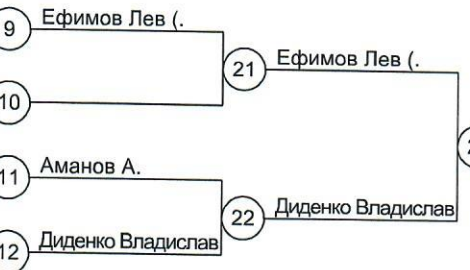 9 Ефимов Лев (.
21 Ефимов Лев (.
10
11 Аманов А.
22 Диденко Владислав
12 Диденко Владислав